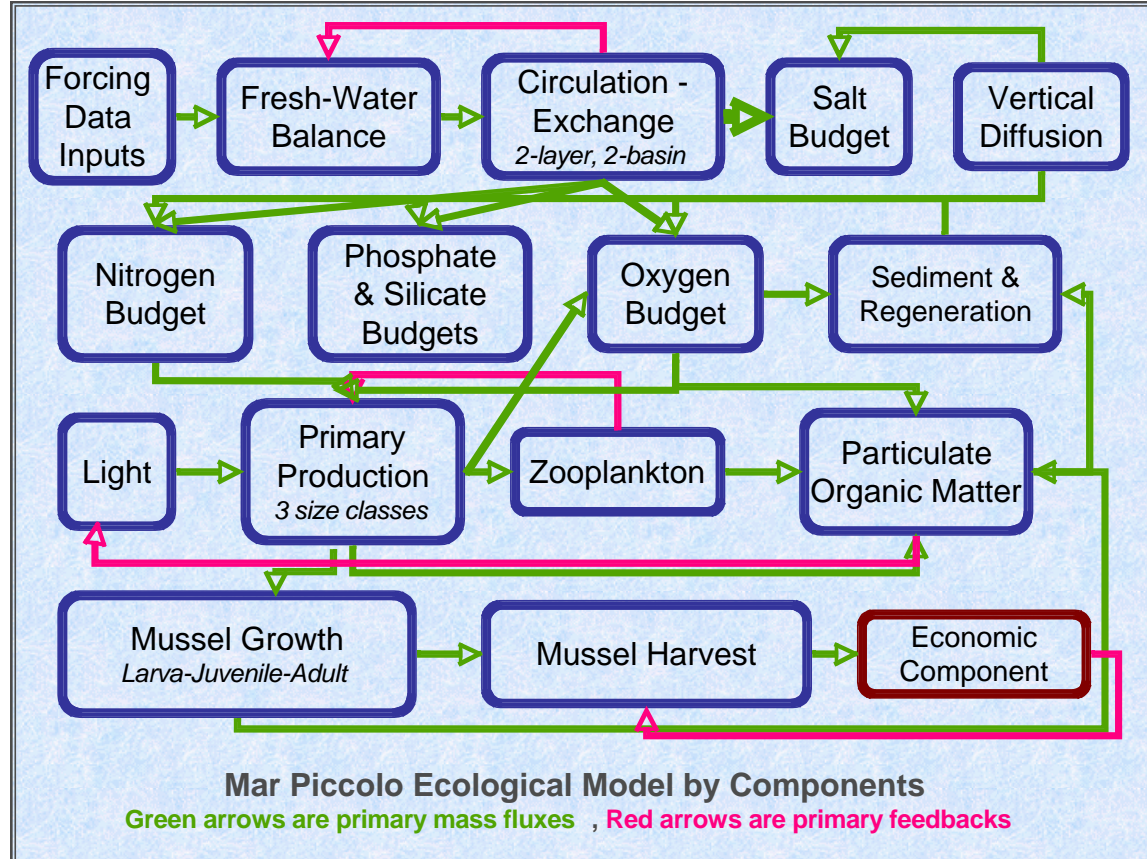 Forcing
Data
Inputs
Fresh-Water
Balance
Circulation -
Exchange
2-layer, 2-basin
Salt
Budget
Vertical
Diffusion
Nitrogen
Budget
Phosphate
& Silicate
Budgets
Oxygen
Budget
Sediment &
Regeneration
Light
Primary
Production
3 size classes
Zooplankton
Particulate
Organic Matter
Mussel Growth
Larva-Juvenile-Adult
Mussel Harvest
Economic
Component
Mar Piccolo Ecological Model by Components
Green arrows are primary mass fluxes , Red arrows are primary feedbacks